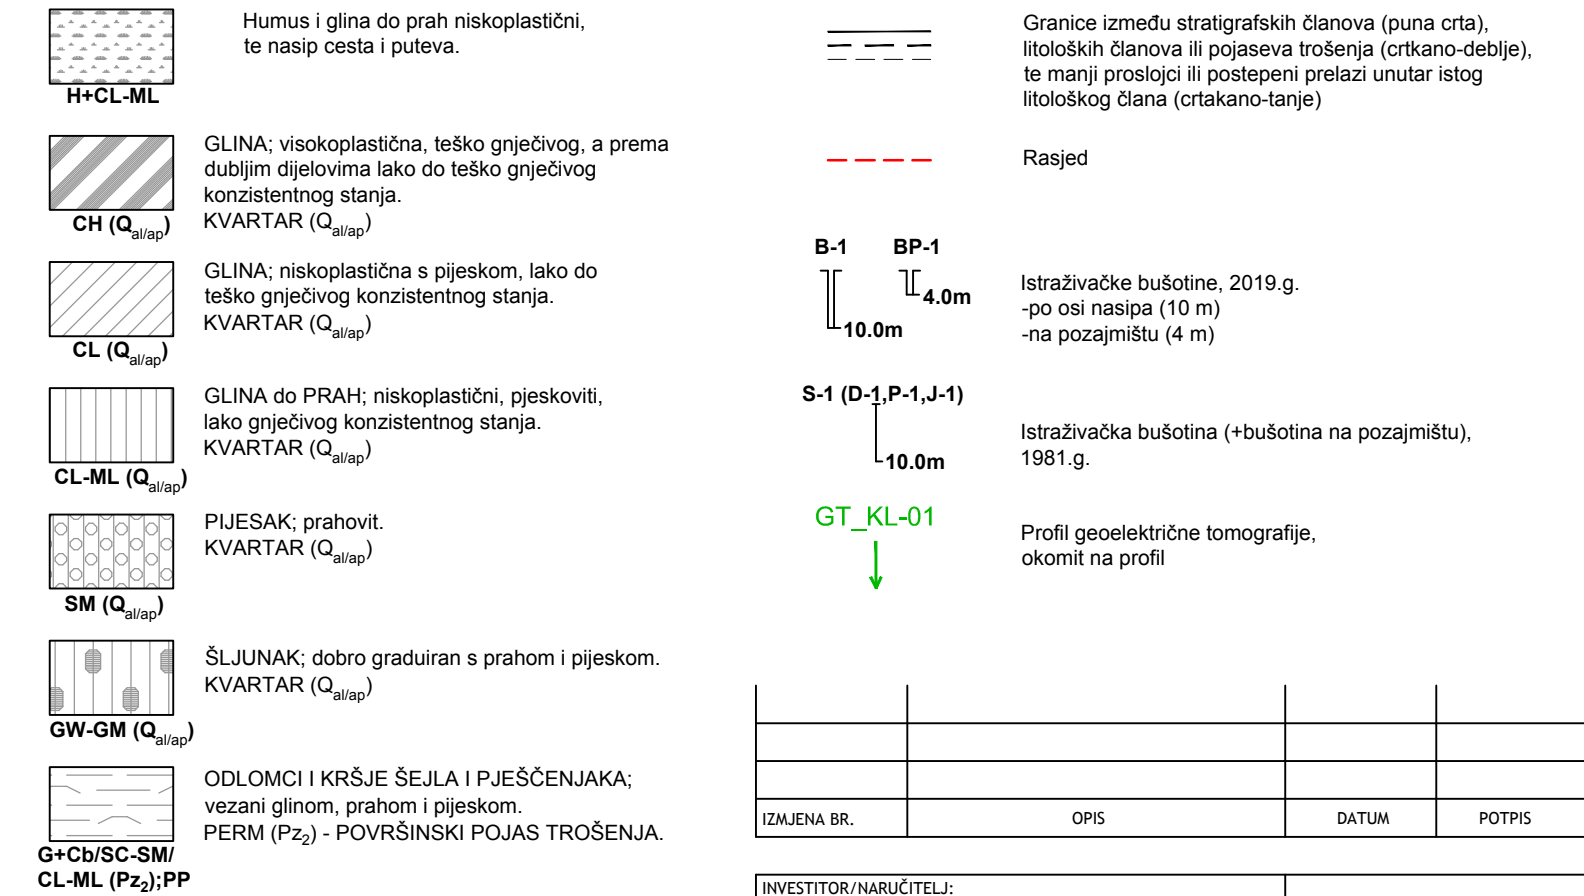 Humus i glina do prah niskoplastični,
te nasip cesta i puteva.
H+CL-ML
GLINA; visokoplastična, teško gnječivog, a prema
dubljim dijelovima lako do teško gnječivog
konzistentnog stanja.
KVARTAR (Qal/ap)
CH (Qal/ap)
GLINA; niskoplastična s pijeskom, lako do
teško gnječivog konzistentnog stanja.
KVARTAR (Qal/ap)
CL (Qal/ap)
GLINA do PRAH; niskoplastični, pjeskoviti,
lako gnječivog konzistentnog stanja.
KVARTAR (Qal/ap)
CL-ML (Qal/ap)
PIJESAK; prahovit.
KVARTAR (Qal/ap)
SM (Qal/ap)
ŠLJUNAK; dobro graduiran s prahom i pijeskom.
KVARTAR (Qal/ap)
GW-GM (Qal/ap)
ODLOMCI I KRŠJE ŠEJLA I PJEŠČENJAKA;
vezani glinom, prahom i pijeskom.
PERM (Pz2) - POVRŠINSKI POJAS TROŠENJA.
G+Cb/SC-SM/
CL-ML (Pz2);PP
Granice između stratigrafskih članova (puna crta),
litoloških članova ili pojaseva trošenja (crtkano-deblje),
te manji proslojci ili postepeni prelazi unutar istog
litološkog člana (crtakano-tanje)
Rasjed
B-1 BP-1
4.0m
10.0m
Istraživačke bušotine, 2019.g.
-po osi nasipa (10 m)
-na pozajmištu (4 m)
S-1 (D-1,P-1,J-1)
10.0m
Istraživačka bušotina (+bušotina na pozajmištu),
1981.g.
GT_KL-01
Profil geoelektrične tomografije,
okomit na profil
IZMJENA BR. OPIS DATUM POTPIS
INVESTITOR/NARUČITELJ: